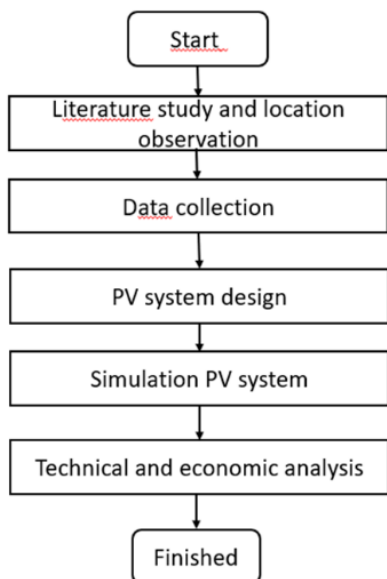 Start
Literature study and location
observation
Data collection
PV system design
Simulation PV system
Technical and economic analysis
Finished